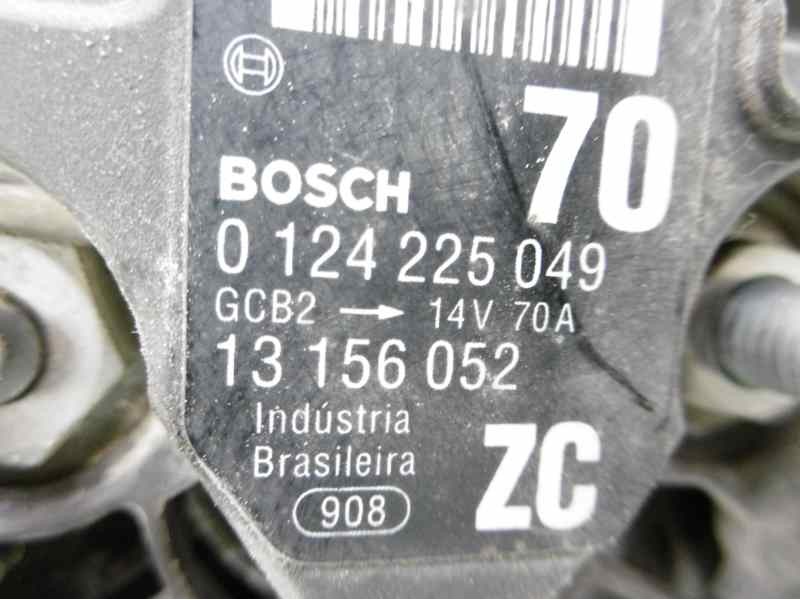 70
BOSCH
0 124 225 049
GCB2 → 14V 70A
13 156 052
Indústria
Brasileira
ZC
908